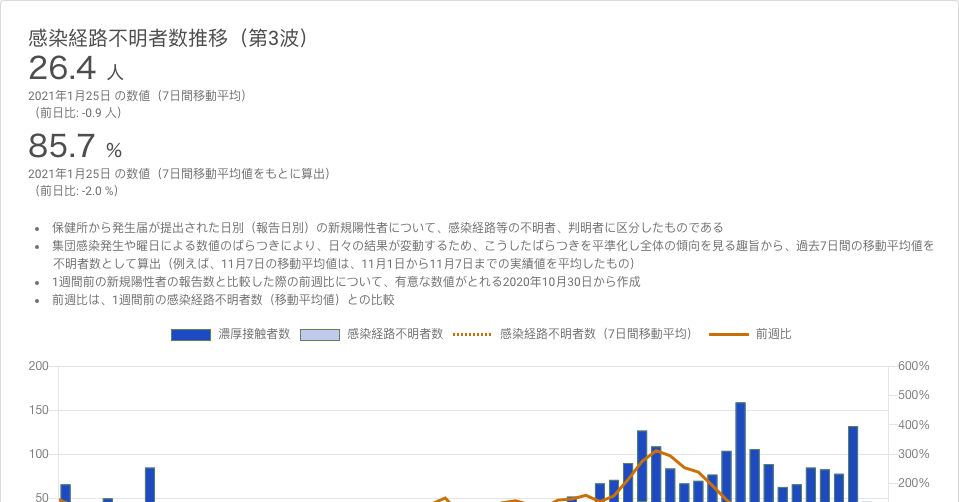 感染経路不明者数推移（第3波）
26.4 人
2021年1月25日 の数値（7日間移動平均）
（前日比: -0.9 人）
85.7 %
2021年1月25日 の数値（7日間移動平均値をもとに算出）
（前日比: -2.0 %）
保健所から発生届が提出された日別（報告日別）の新規陽性者について、感染経路等の不明者、判明者に区分したものである
集団感染発生や曜日による数値のばらつきにより、日々の結果が変動するため、こうしたばらつきを平準化し全体の傾向を見る趣旨から、過去7日間の移動平均値を
不明者数として算出（例えば、11月7日の移動平均値は、11月1日から11月7日までの実績値を平均したもの）
1週間前の新規陽性者の報告数と比較した際の前週比について、有意な数値がとれる2020年10月30日から作成
前週比は、1週間前の感染経路不明者数（移動平均値）との比較
濃厚接触者数 感染経路不明者数 感染経路不明者数（7日間移動平均） 前週比
200 600%
500%
150
400%
100 300%
200%
50